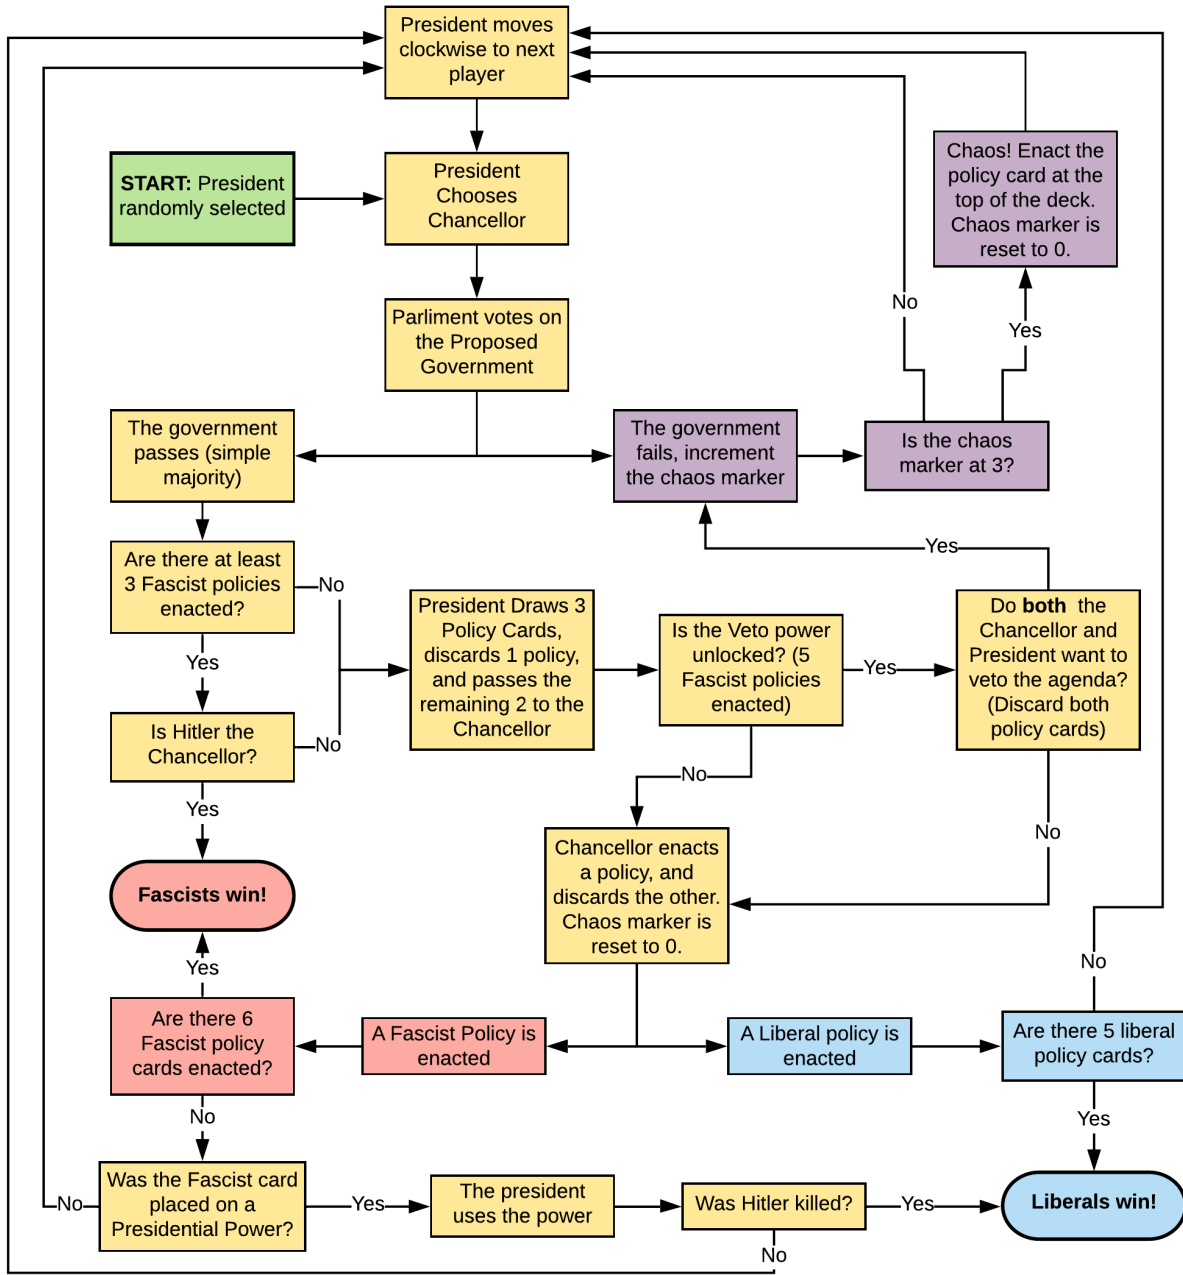 President moves
clockwise to next
player
START: President
randomly selected
President
Chooses
Chancellor
Chaos! Enact the
policy card at the
top of the deck.
Chaos marker is
reset to 0.
No
Yes
Parliment votes on
the Proposed
Government
The government
passes (simple
majority)
The government
fails, increment
the chaos marker
Is the chaos
marker at 3?
Yes
Are there at least
3 Fascist policies
enacted?
No
Yes
Is Hitler the
Chancellor?
No
President Draws 3
Policy Cards,
discards 1 policy,
and passes the
remaining 2 to the
Chancellor
Is the Veto power
unlocked? (5
Fascist policies
enacted)
Yes
Do both the
Chancellor and
President want to
veto the agenda?
(Discard both
policy cards)
No
No
Yes
Fascists win!
Chancellor enacts
a policy, and
discards the other.
Chaos marker is
reset to 0.
Yes
No
Are there 6
Fascist policy
cards enacted?
A Fascist Policy is
enacted
A Liberal policy is
enacted
Are there 5 liberal
policy cards?
No
Yes
Was the Fascist card
placed on a
Presidential Power?
No
Yes
The president
uses the power
Was Hitler killed?
Yes
Liberals win!
No